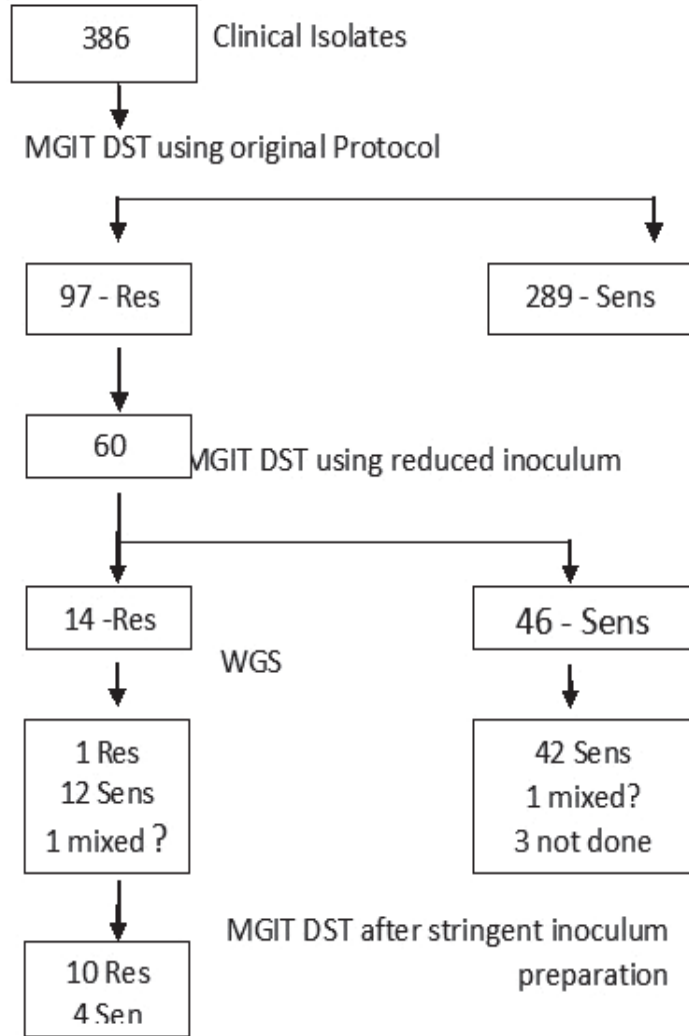 386
Clinical Isolates
MGIT DST using original Protocol
97 - Res
289 - Sens
60
MGIT DST using reduced inoculum
14 -Res
46 - Sens
WGS
1 Res
12 Sens
1 mixed ?
42 Sens
1 mixed?
3 not done
MGIT DST after stringent inoculum
preparation
10 Res
4 Sen